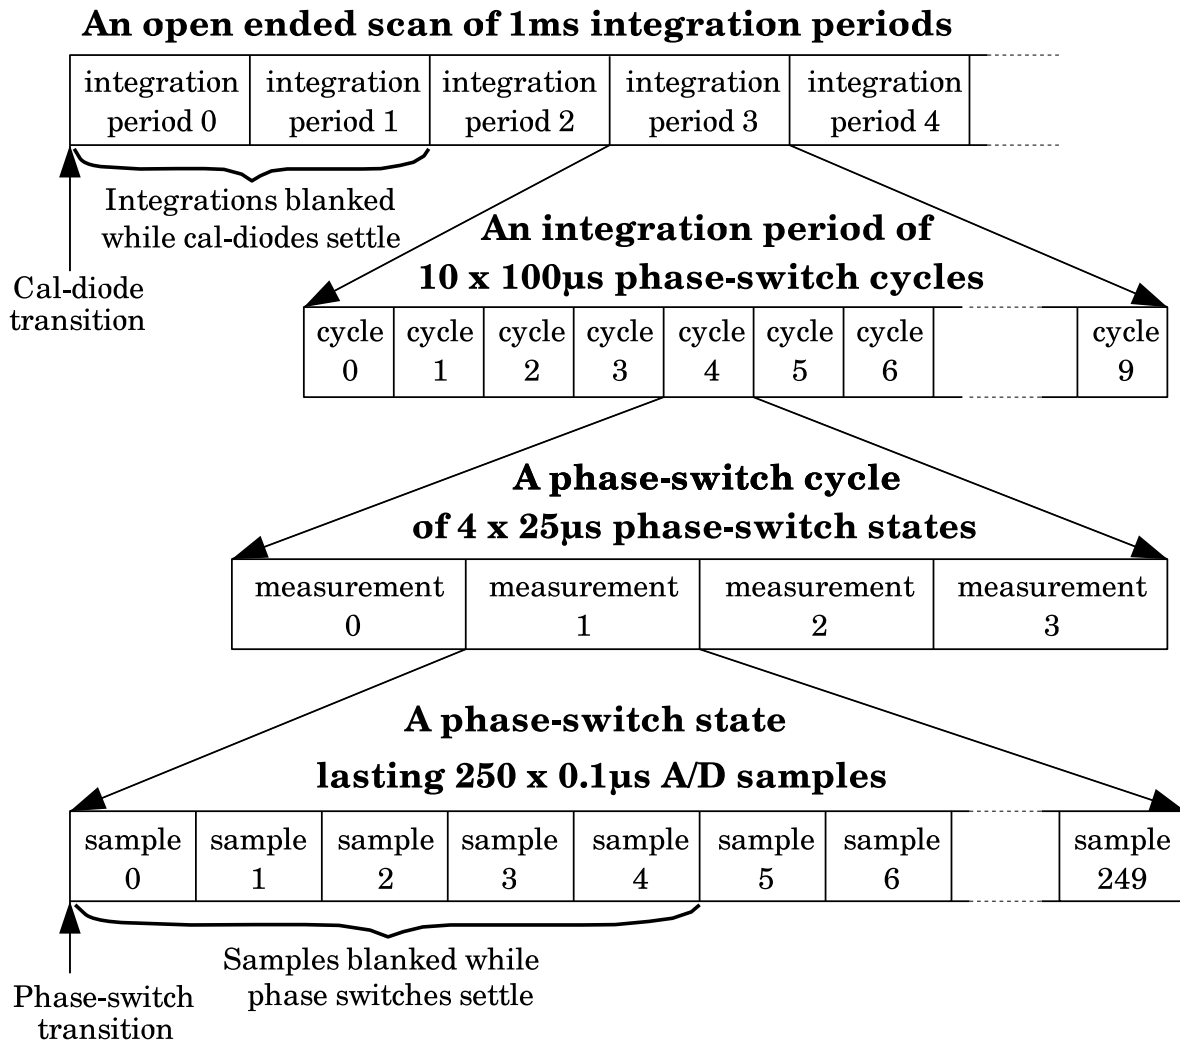 An open ended scan of 1ms integration periods
integration integration integration integration integration
period 0 period 1 period 2 period 3 period 4
Integrations blanked
while cal-diodes settle
Cal-diode
transition
An integration period of
10 x 100µs phase-switch cycles
cycle cycle cycle cycle cycle cycle cycle cycle
0 1 2 3 4 5 6 9
A phase-switch cycle
of 4 x 25µs phase-switch states
measurement measurement measurement measurement
0 1 2 3
A phase-switch state
lasting 250 x 0.1µs A/D samples
sample sample sample sample sample sample sample sample
0 1 2 3 4 5 6 249
Samples blanked while
phase switches settle
Phase-switch
transition